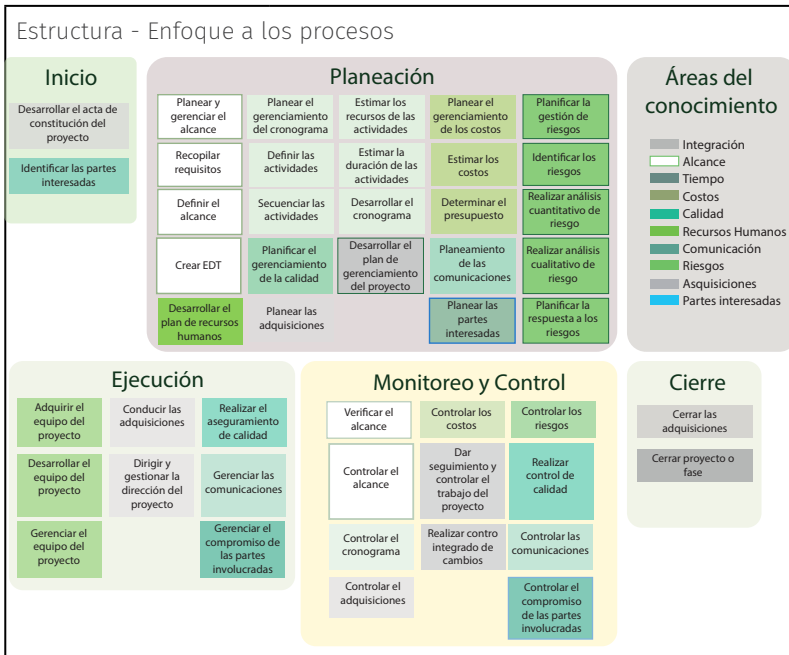 Estructura - Enfoque a los procesos
Inicio
Desarrollar el acta de
constitución del
proyecto
Identificar las partes
interesadas
Planeación
Planear y
gerenciar el
alcance
Planear el
gerenciamiento
del cronograma
Estimar los
recursos de las
actividades
Planear el
gerenciamiento
de los costos
Planificar la
gestión de
riesgos
Recopilar
requisitos
Definir las
actividades
Estimar la
duración de las
actividades
Estimar los
costos
Identificar los
riesgos
Definir el
alcance
Secuenciar las
actividades
Desarrollar el
cronograma
Determinar el
presupuesto
Realizar análisis
cuantitativo de
riesgo
Crear EDT
Planificar el
gerenciamiento
de la calidad
Desarrollar el
plan de
gerenciamiento
del proyecto
Planeamiento
de las
comunicaciones
Realizar análisis
cualitativo de
riesgo
Desarrollar el
plan de recursos
humanos
Planear las
adquisiciones
Planear las
partes
interesadas
Planificar la
respuesta a los
riesgos
Áreas del
conocimiento
Integración
Alcance
Tiempo
Costos
Calidad
Recursos Humanos
Comunicación
Riesgos
Asquisiciones
Partes interesadas
Ejecución
Adquirir el
equipo del
proyecto
Conducir las
adquisiciones
Realizar el
aseguramiento
de calidad
Desarrollar el
equipo del
proyecto
Dirigir y
gestionar la
dirección del
proyecto
Gerenciar las
comunicaciones
Gerenciar el
equipo del
proyecto
Gerenciar el
compromiso de
las partes
involucradas
Monitoreo y Control
Verificar el
alcance
Controlar los
costos
Controlar los
riesgos
Controlar el
alcance
Dar
seguimiento y
controlar el
trabajo del
proyecto
Realizar
control de
calidad
Controlar el
cronograma
Realizar contro
integrado de
cambios
Controlar las
comunicaciones
Controlar el
adquisiciones
Controlar el
compromiso
de las partes
involucradas
Cierre
Cerrar las
adquisiciones
Cerrar proyecto o
fase